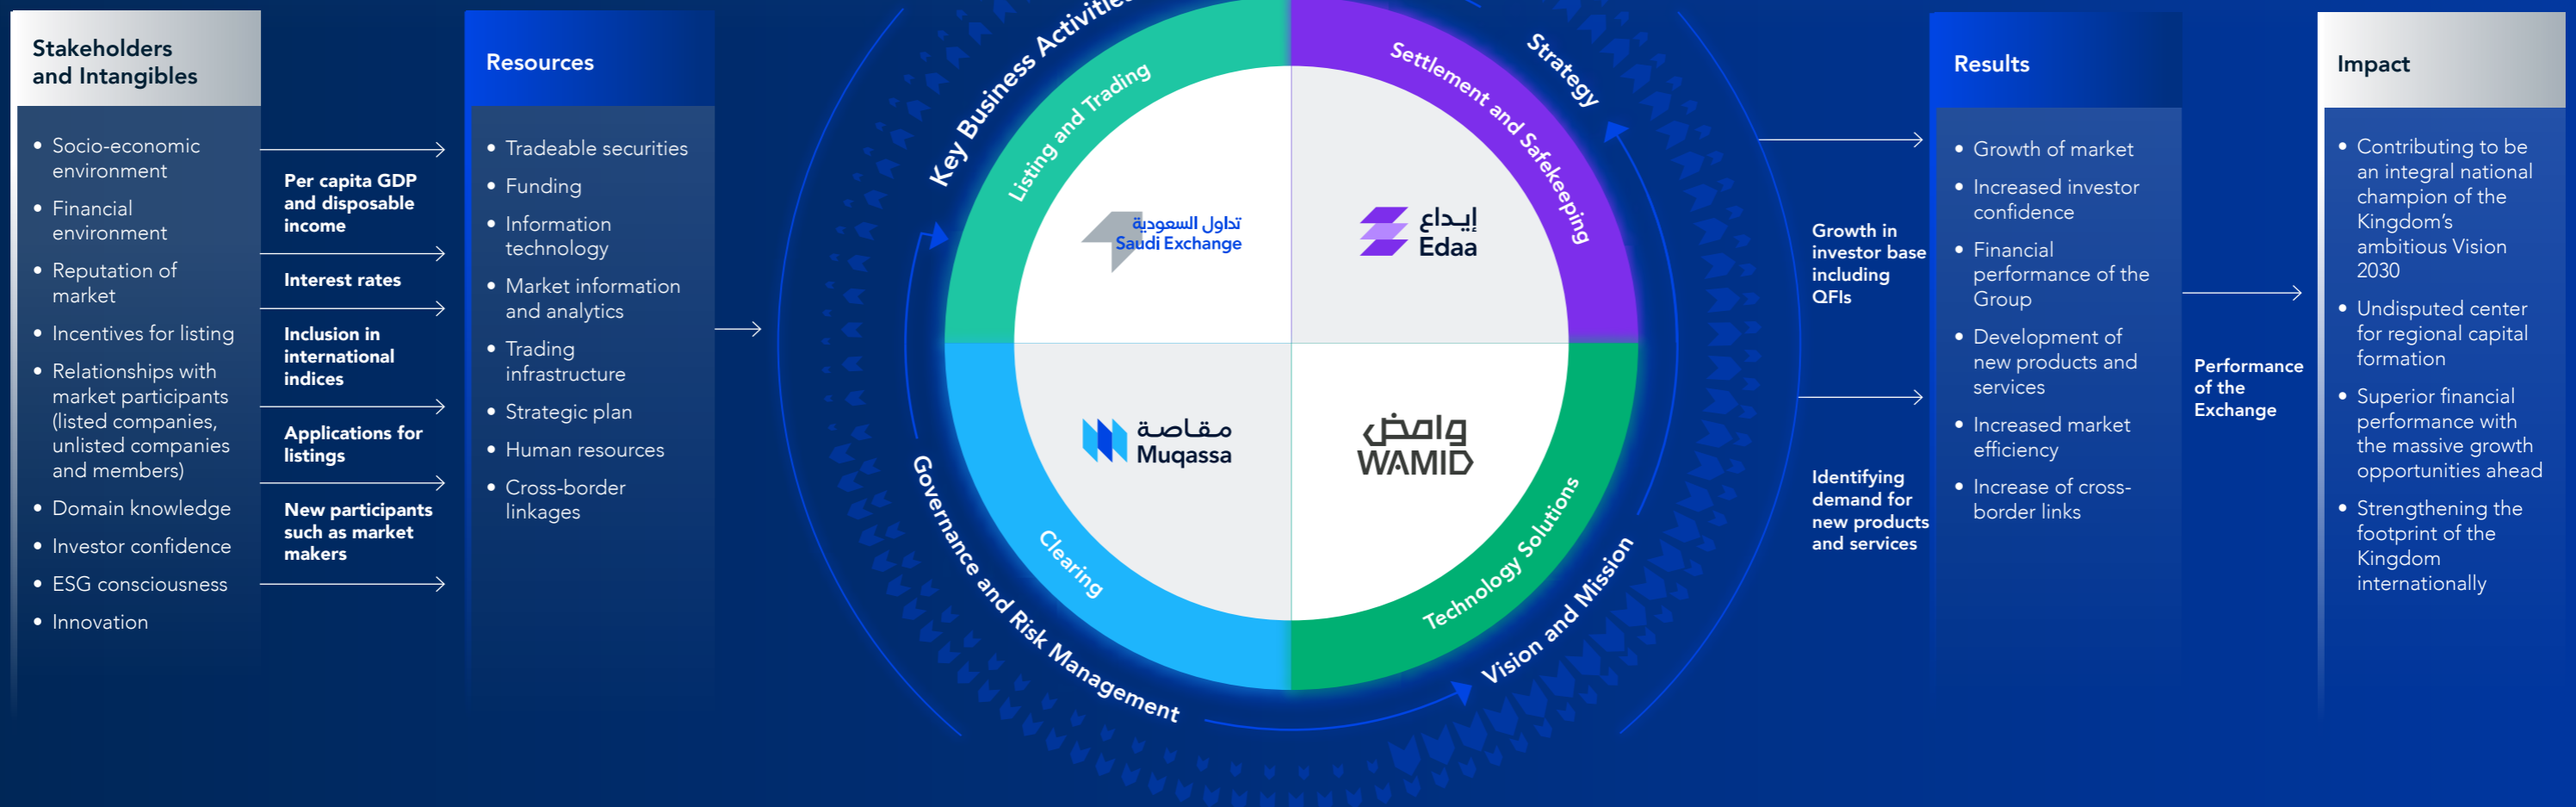 Stakeholders
and Intangibles
• Socio-economic
environment
• Financial
environment
• Reputation of
market
• Incentives for listing
• Relationships with
market participants
(listed companies,
unlisted companies
and members)
• Domain knowledge
• Investor confidence
• ESG consciousness
• Innovation
Per capita GDP
and disposable
income
Interest rates
Inclusion in
international
indices
Applications for
listings
New participants
such as market
makers
Resources
• Tradeable securities
• Funding
• Information
technology
• Market information
and analytics
• Trading
infrastructure
• Strategic plan
• Human resources
• Cross-border
linkages
Key Business Activities
Strategy
Vision and Mission
Governance and Risk Management
Listing and Trading
تداول السعودية
Saudi Exchange
Settlement and Safekeeping
إيداع
Edaa
Clearing
مقاصة
Muqassa
Technology Solutions
وامض
WAMID
Growth in
investor base
including
QFIs
Identifying
demand for
new products
and services
Results
• Growth of market
• Increased investor
confidence
• Financial
performance of the
Group
• Development of
new products and
services
• Increased market
efficiency
• Increase of cross-
border links
Performance
of the
Exchange
Impact
• Contributing to be
an integral national
champion of the
Kingdom’s
ambitious Vision
2030
• Undisputed center
for regional capital
formation
• Superior financial
performance with
the massive growth
opportunities ahead
• Strengthening the
footprint of the
Kingdom
internationally